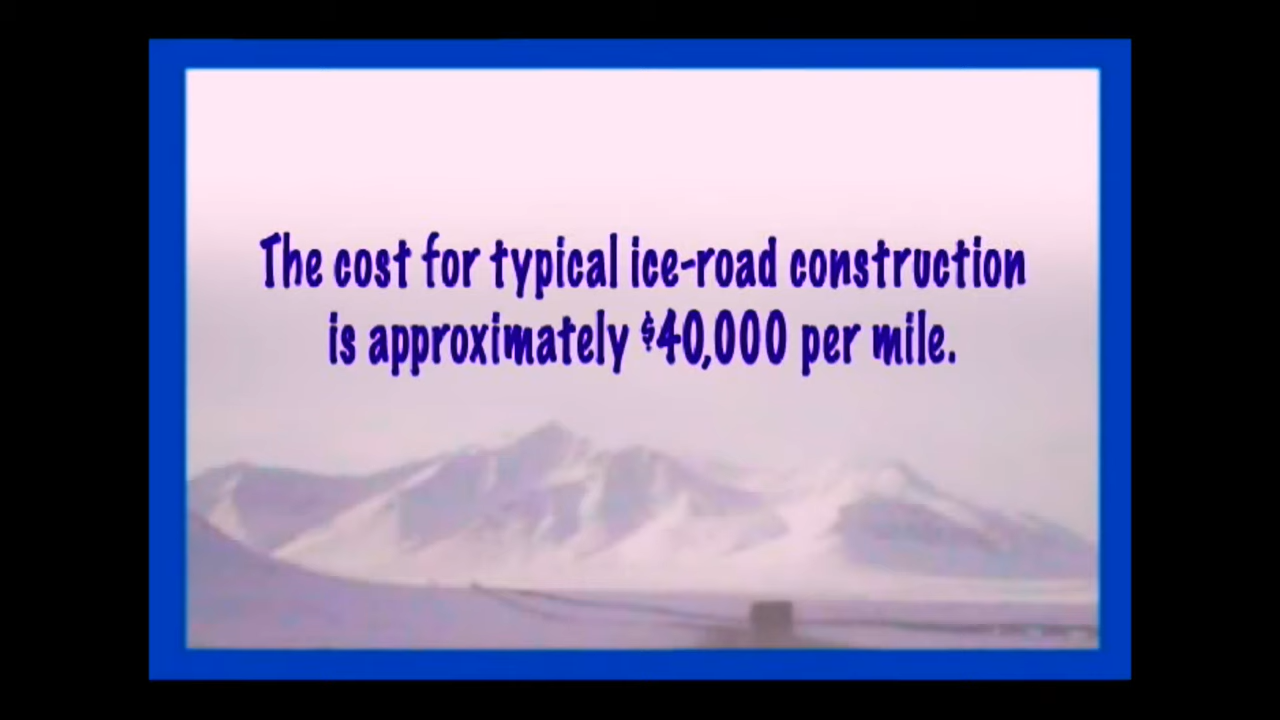 The cost for typical ice-road construction
is approximately $40,000 per mile.